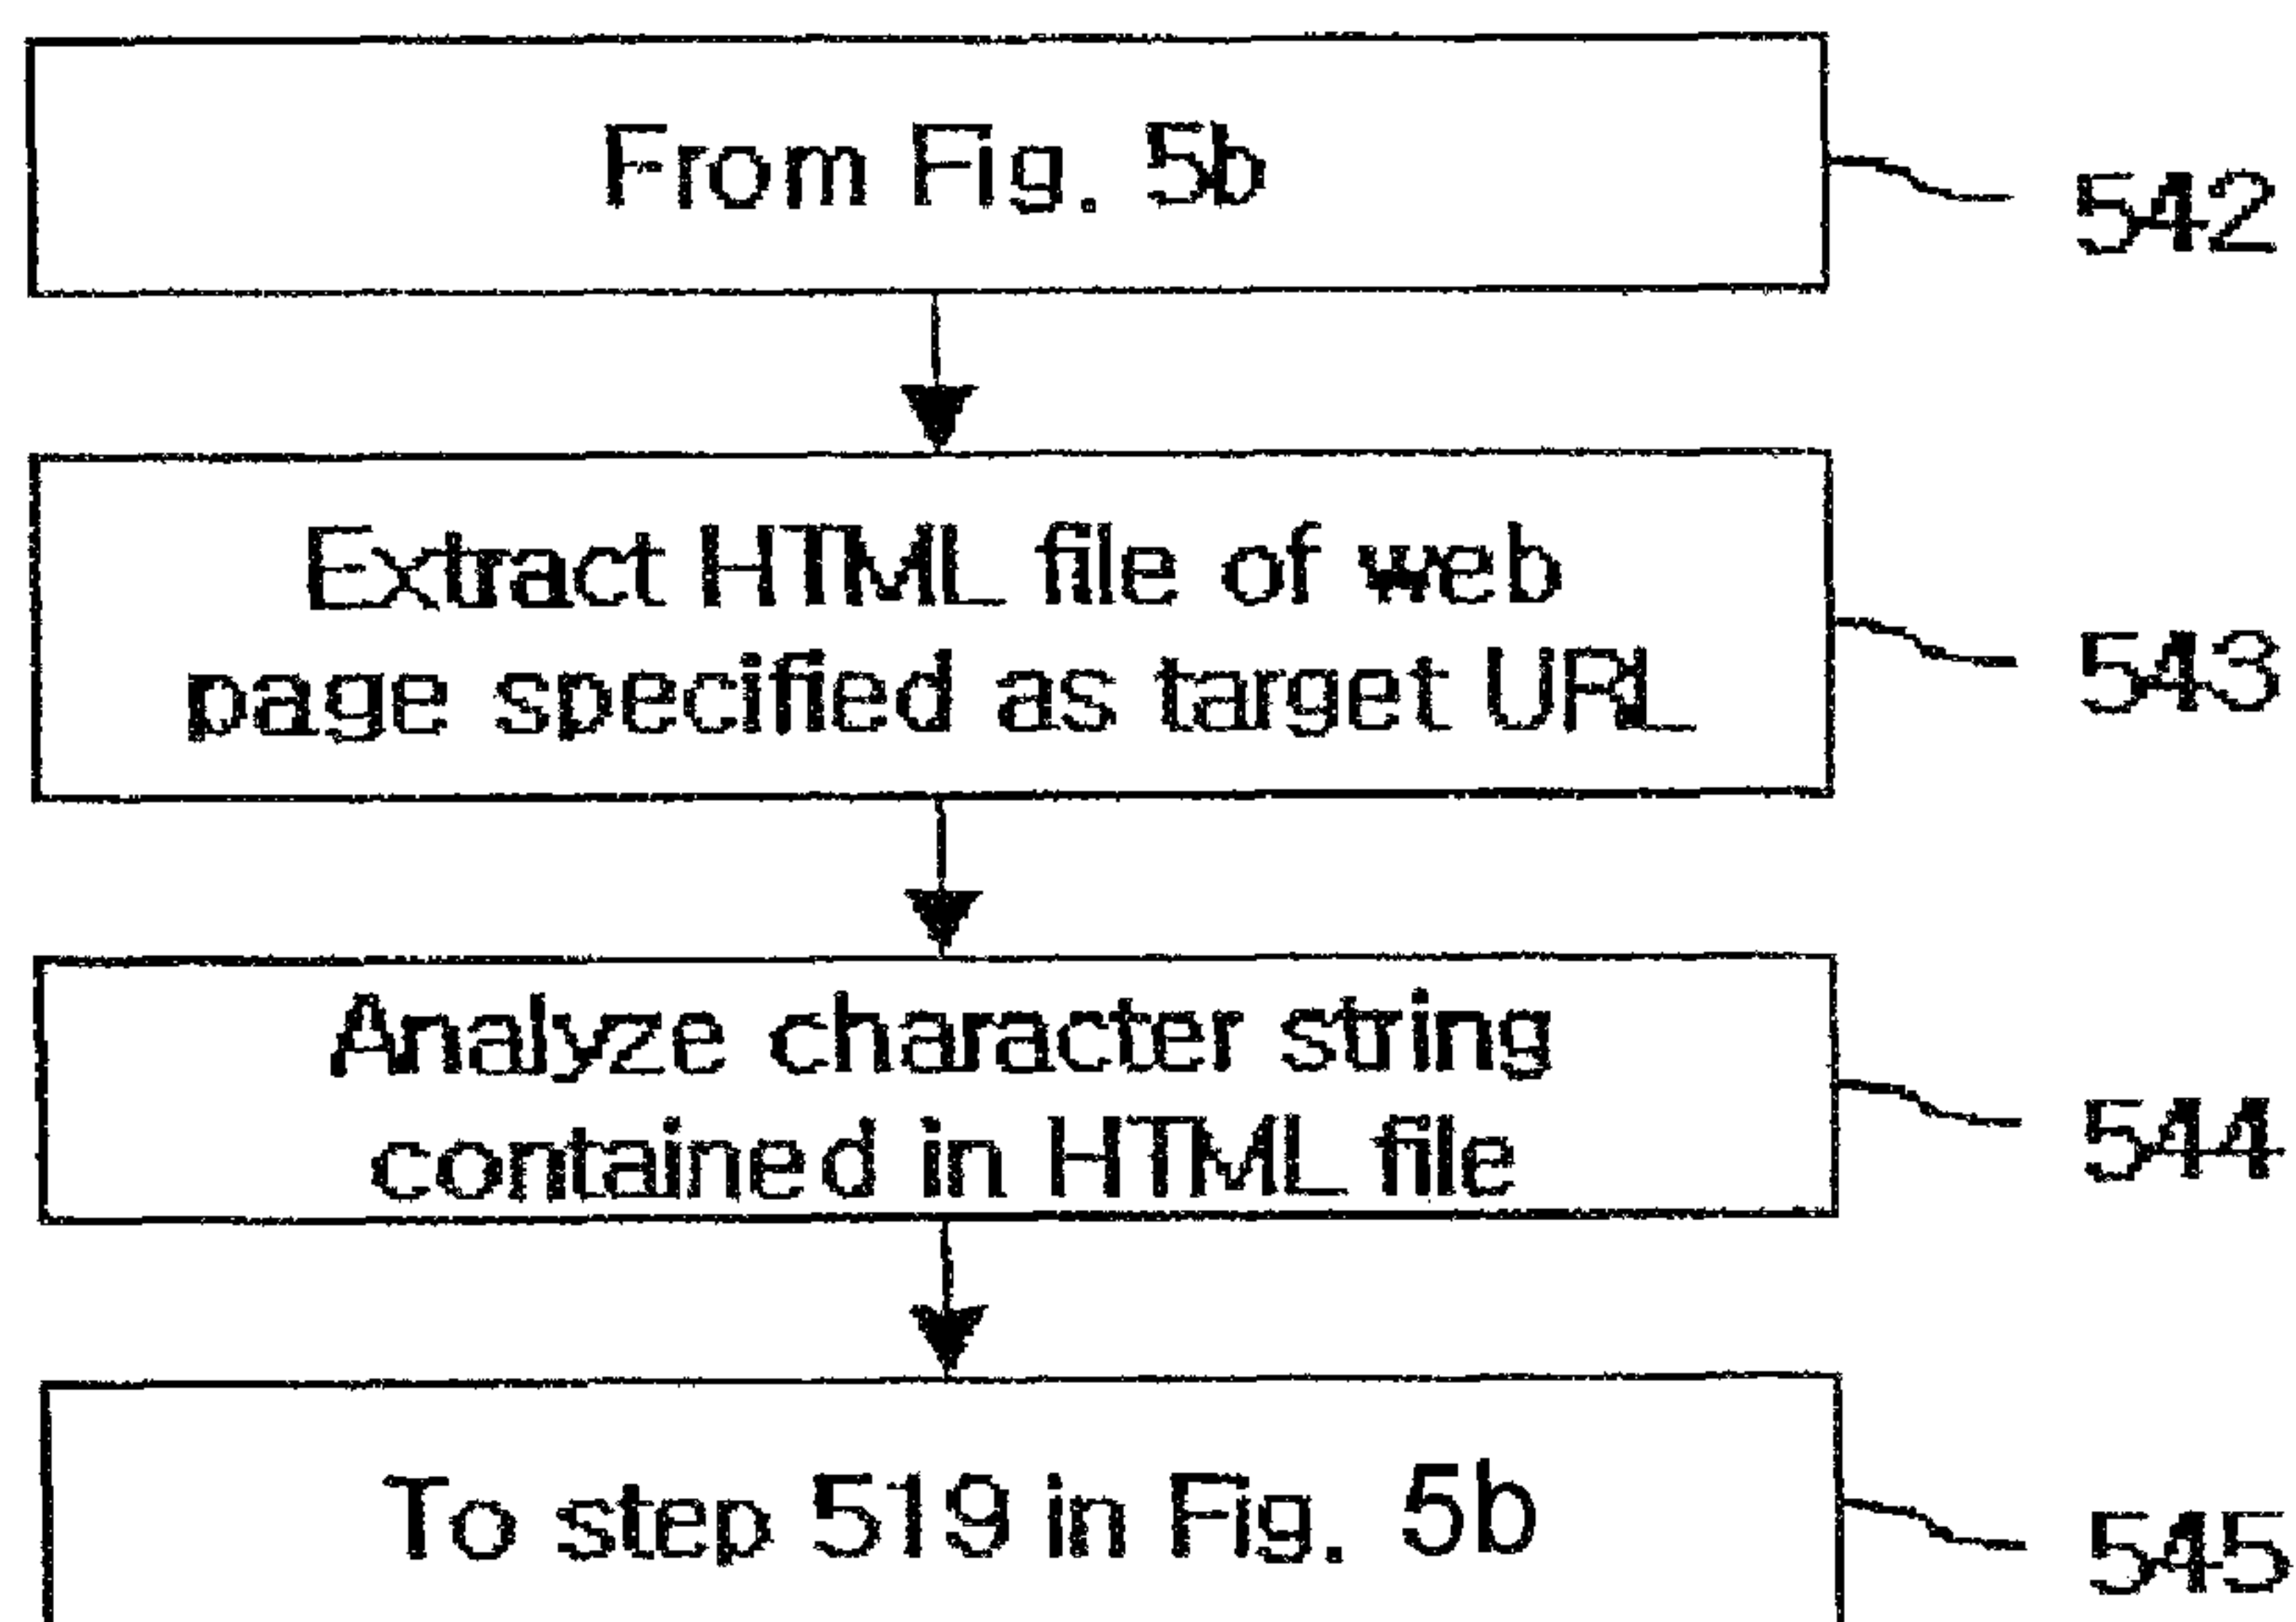 From Fig. 5b
542
Extract HTML file of web
page specified as target URL
543
Analyze character string
contained in HTML file
544
To step 519 in Fig. 5b
545